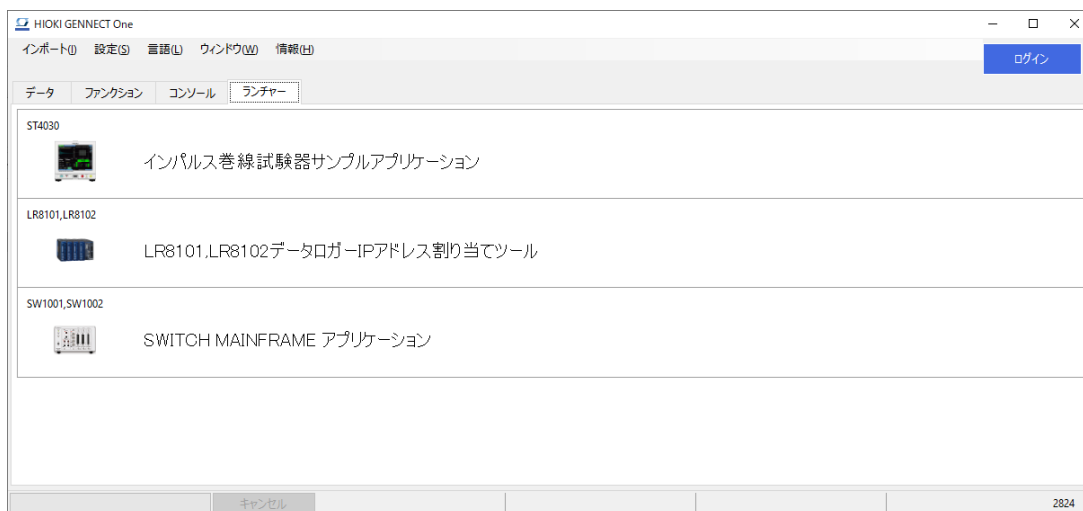 HIOKI GENNECT One
インポート(I) 設定(S) 言語(L) ウィンドウ(W) 情報(H)
ログイン
データ ファンクション コンソール ランチャー
ST4030
インパルス巻線試験器サンプルアプリケーション
LR8101,LR8102
LR8101,LR8102データロガーIPアドレス割り当てツール
SW1001,SW1002
SWITCH MAINFRAME アプリケーション
キャンセル
2824